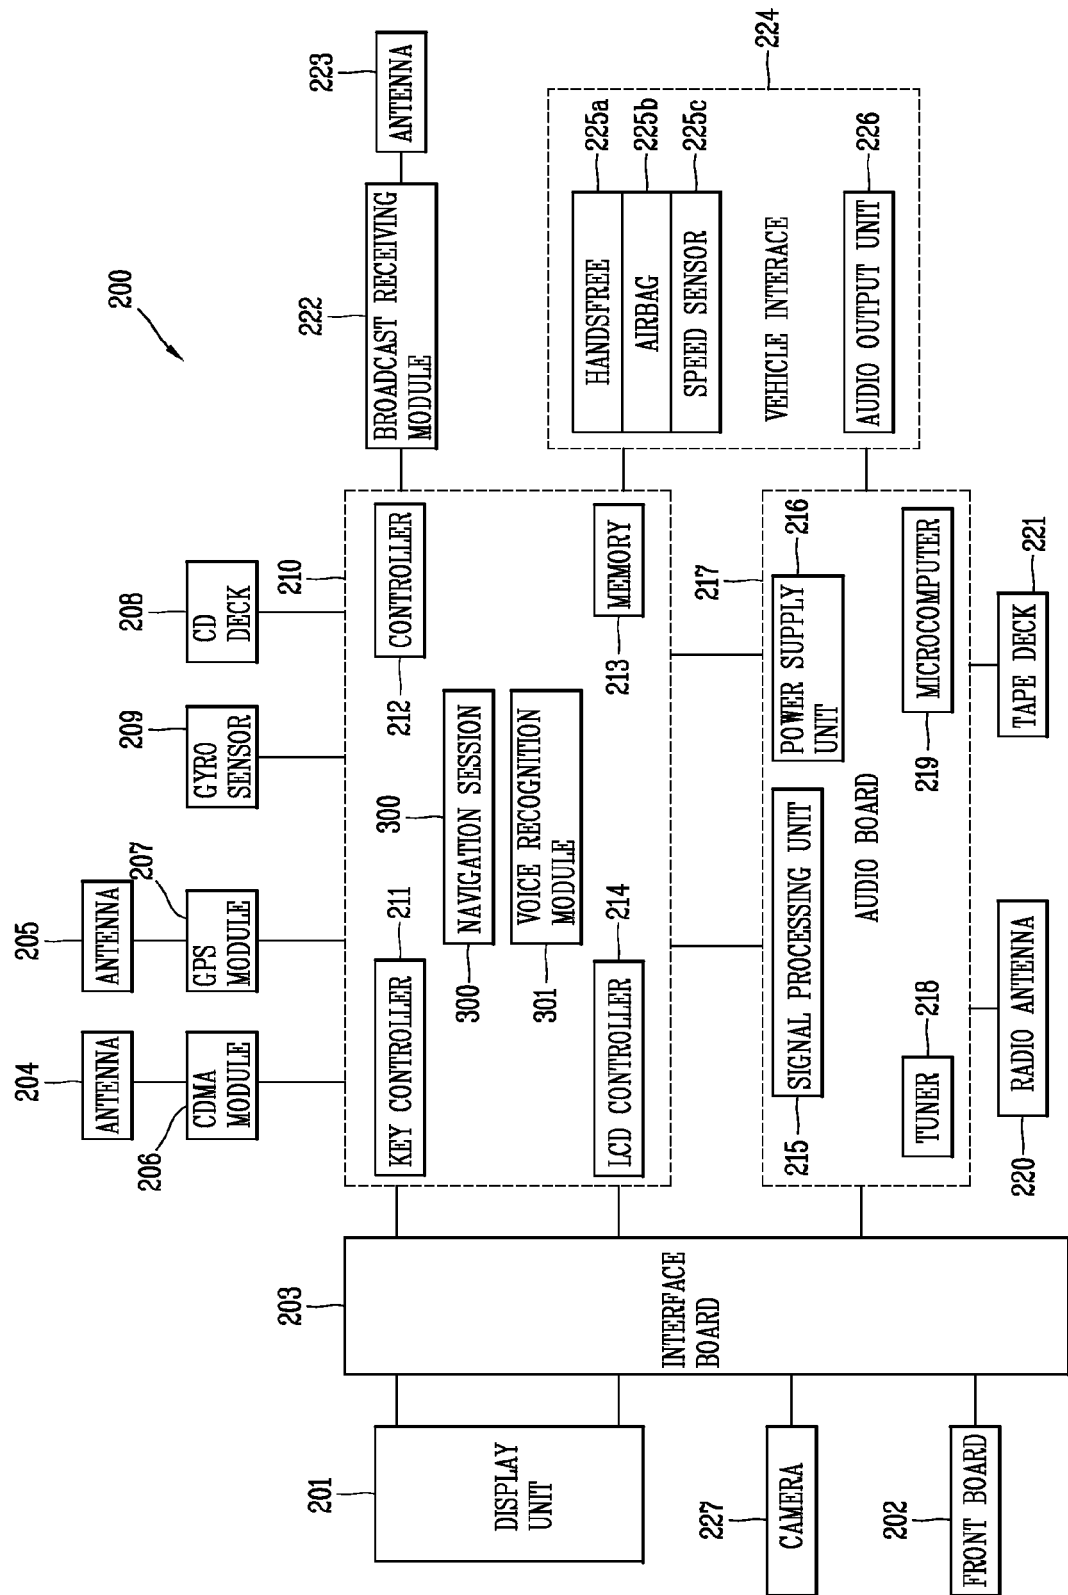 200
204
205
ANTENNA
ANTENNA
207
209
208
223
206
CDMA
MODULE
GPS
MODULE
GYRO
SENSOR
CD
DECK
222
ANTENNA
210
BROADCAST RECEIVING
MODULE
201
203
211
KEY CONTROLLER
212
CONTROLLER
300
300
NAVIGATION SESSION
301
VOICE RECOGNITION
MODULE
214
LCD CONTROLLER
213
MEMORY
DISPLAY
UNIT
INTERFACE
BOARD
224
HANDSFREE
225a
AIRBAG
225b
SPEED SENSOR
225c
VEHICLE INTERACE
AUDIO OUTPUT UNIT
226
217
215
SIGNAL PROCESSING UNIT
216
POWER SUPPLY
UNIT
AUDIO BOARD
218
TUNER
219
MICROCOMPUTER
227
CAMERA
202
FRONT BOARD
220
RADIO ANTENNA
221
TAPE DECK